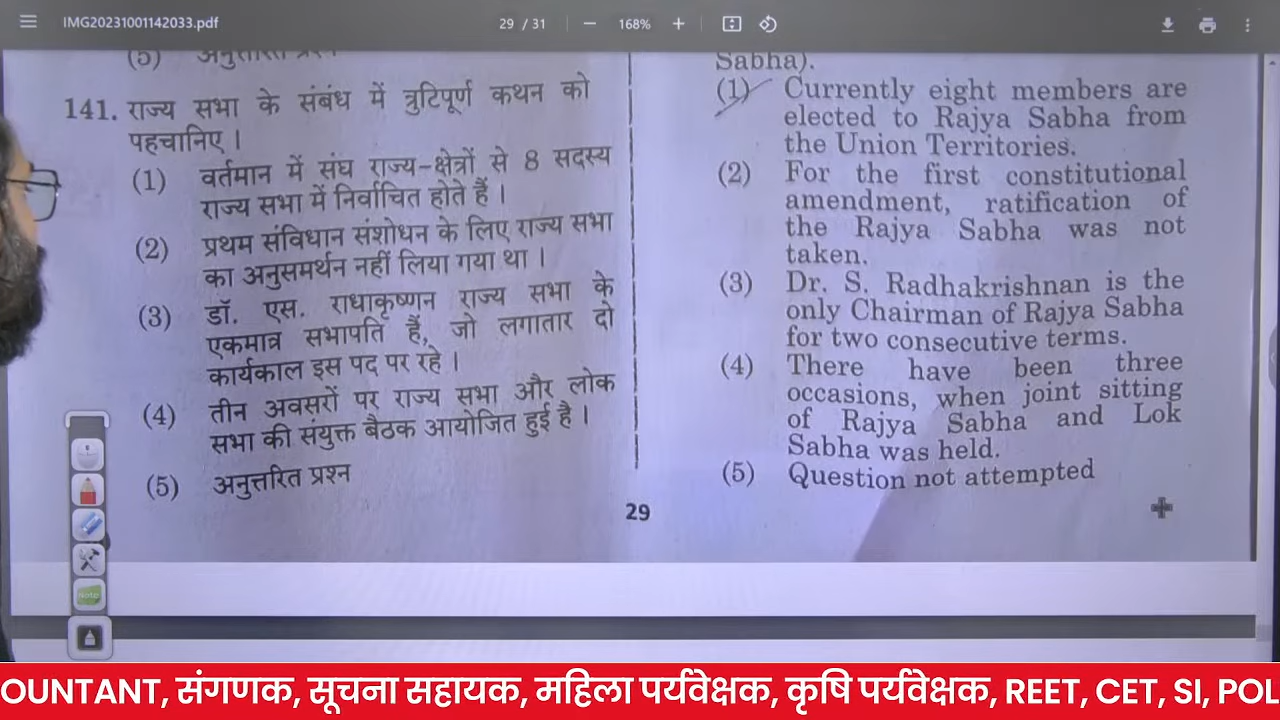 IMG20231001142033.pdf
29 / 31
168%
(5) अनुत्तरित प्रश्न
141. राज्य सभा के संबंध में त्रुटिपूर्ण कथन को
पहचानिए ।
(1) वर्तमान में संघ राज्य-क्षेत्रों से 8 सदस्य
राज्य सभा में निर्वाचित होते हैं ।
(2) प्रथम संविधान संशोधन के लिए राज्य सभा
का अनुसमर्थन नहीं लिया गया था ।
(3) डॉ. एस. राधाकृष्णन राज्य सभा के
एकमात्र सभापति हैं, जो लगातार दो
कार्यकाल इस पद पर रहे ।
(4) तीन अवसरों पर राज्य सभा और लोक
सभा की संयुक्त बैठक आयोजित हुई है ।
(5) अनुत्तरित प्रश्न
Sabha).
(1) Currently eight members are
elected to Rajya Sabha from
the Union Territories.
(2) For the first constitutional
amendment, ratification of
the Rajya Sabha was not
taken.
(3) Dr. S. Radhakrishnan is the
only Chairman of Rajya Sabha
for two consecutive terms.
(4) There have been three
occasions, when joint sitting
of Rajya Sabha and Lok
Sabha was held.
(5) Question not attempted
29
OUNTANT, संगणक, सूचना सहायक, महिला पर्यवेक्षक, कृषि पर्यवेक्षक, REET, CET, SI, POL